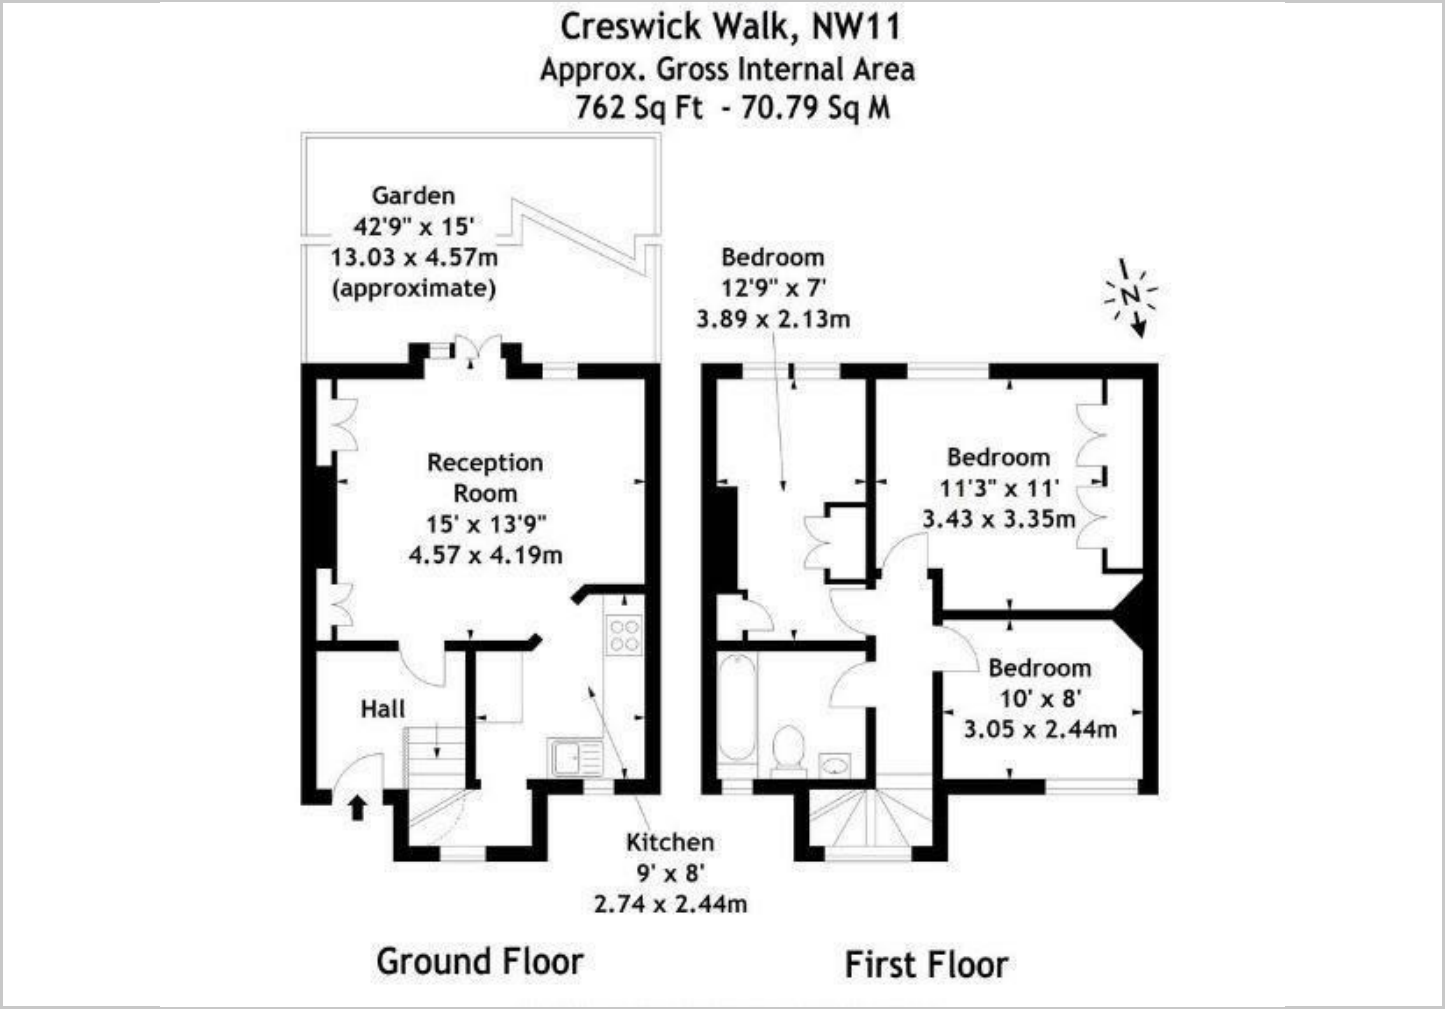 Creswick Walk, NW11
Approx. Gross Internal Area
762 Sq Ft - 70.79 Sq M
Garden
42'9" x 15'
13.03 x 4.57m
(approximate)
Bedroom
12'9" x 7'
3.89 x 2.13m
N
Reception
Room
15' x 13'9"
4.57 x 4.19m
Bedroom
11'3" x 11'
3.43 x 3.35m
Hall
Bedroom
10' x 8'
3.05 x 2.44m
Kitchen
9' x 8'
2.74 x 2.44m
Ground Floor
First Floor